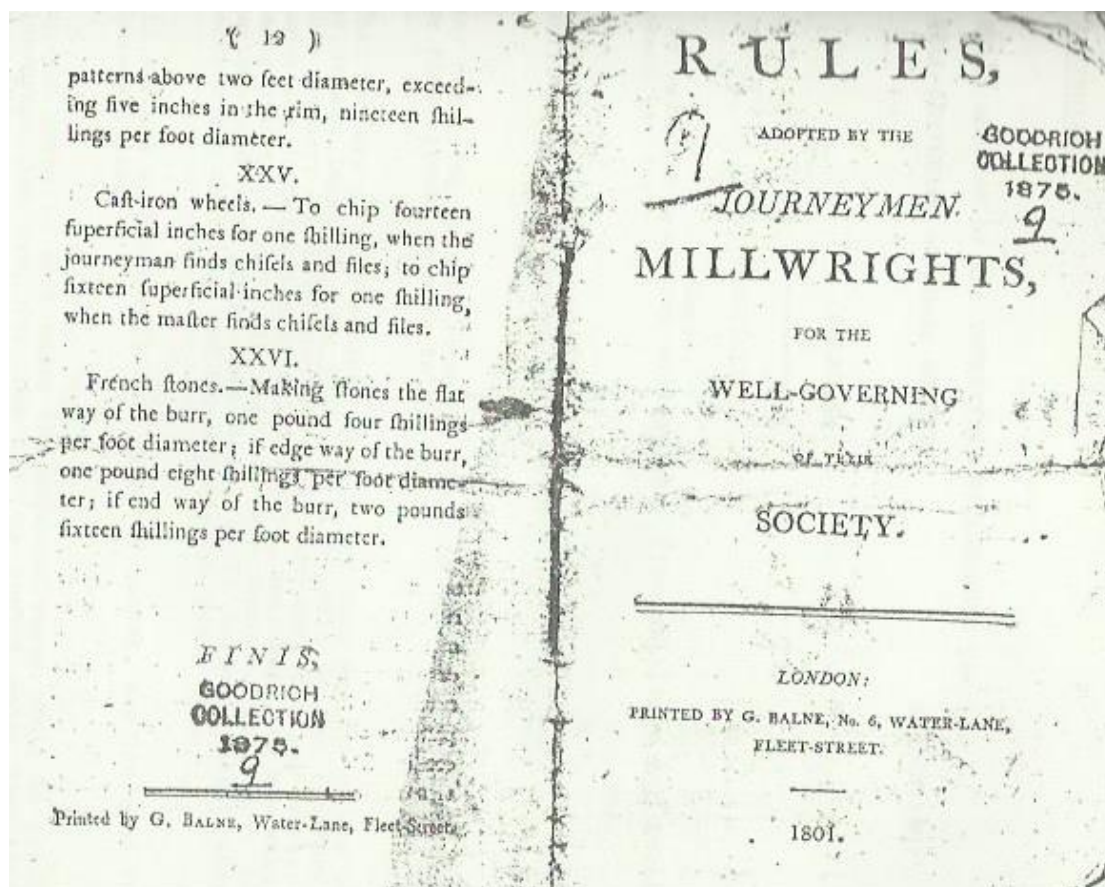 ( 19 )
patterns above two feet diameter, exceed-
ing five inches in the rim, nineteen ſhil-
lings per foot diameter.
XXV.
Caſt-iron wheels. — To chip fourteen
ſuperficial inches for one ſhilling, when the
journeyman finds chiſels and files; to chip
ſixteen ſuperficial inches for one ſhilling,
when the maſter finds chiſels and files.
XXVI.
French ſtones.—Making ſtones the flat
way of the burr, one pound four ſhillings
per foot diameter; if edge way of the burr,
one pound eight ſhillings per foot diame-
ter; if end way of the burr, two pounds
ſixteen ſhillings per foot diameter.
FINIS,
GOODRICH
COLLECTION
1875.
9
Printed by G. BALNE, Water-Lane, Fleet-Street.
RULES,
ADOPTED BY THE
JOURNEYMEN
MILLWRIGHTS,
FOR THE
WELL-GOVERNING
OF THEIR
SOCIETY.
GOODRICH
COLLECTION
1875.
9
LONDON:
PRINTED BY G. BALNE, No. 6, WATER-LANE,
FLEET-STREET.
1801.